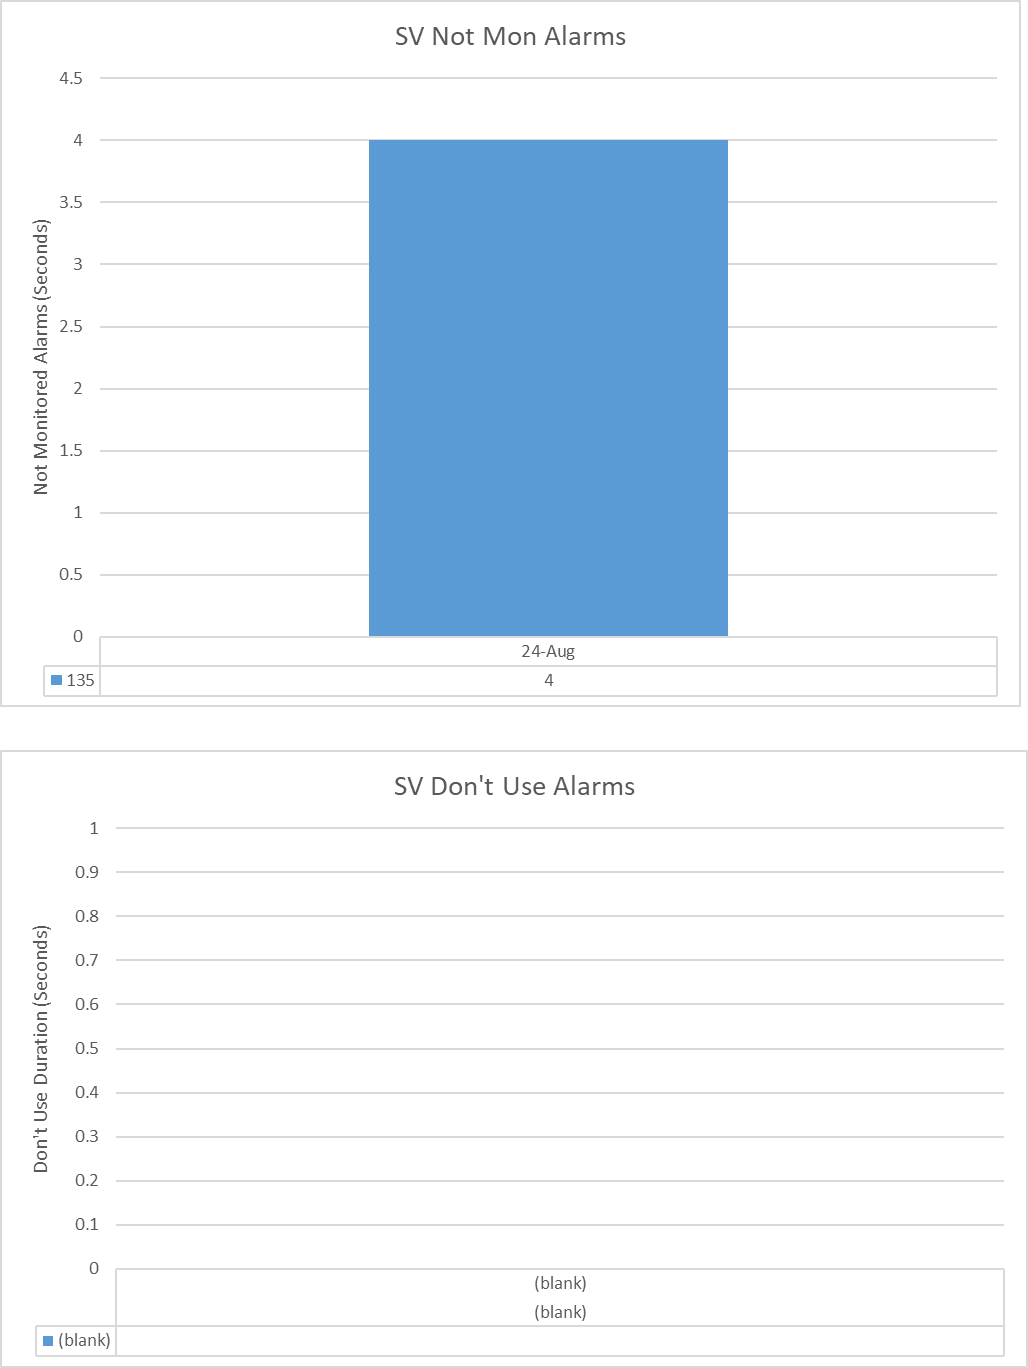 SV Not Mon Alarms
Not Monitored Alarms (Seconds)
4.5
4
3.5
3
2.5
2
1.5
1
0.5
0
24-Aug
135 4
SV Don't Use Alarms
Don't Use Duration (Seconds)
1
0.9
0.8
0.7
0.6
0.5
0.4
0.3
0.2
0.1
0
(blank)
(blank)
(blank)